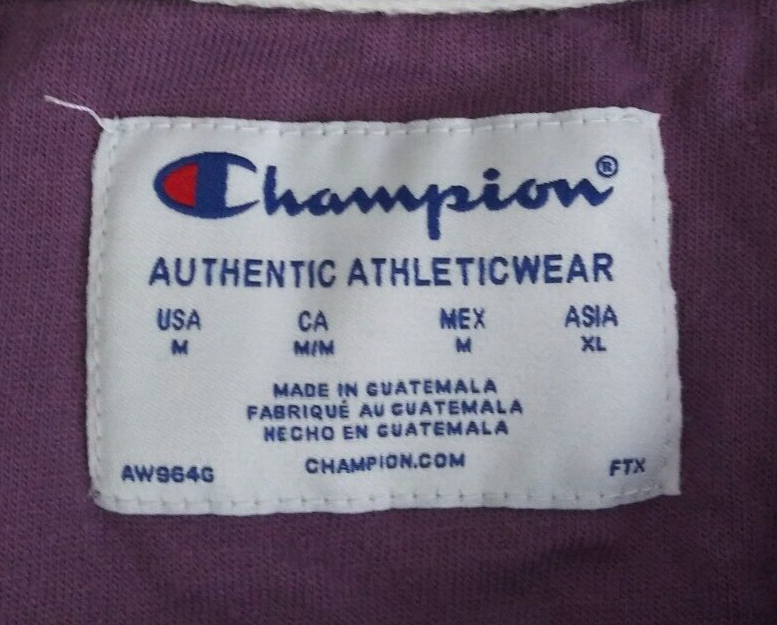 Champion®
AUTHENTIC ATHLETICWEAR
USA CA MEX ASIA
M M/M M XL
MADE IN GUATEMALA
FABRIQUÉ AU GUATEMALA
HECHO EN GUATEMALA
CHAMPION.COM
AW964G FTX